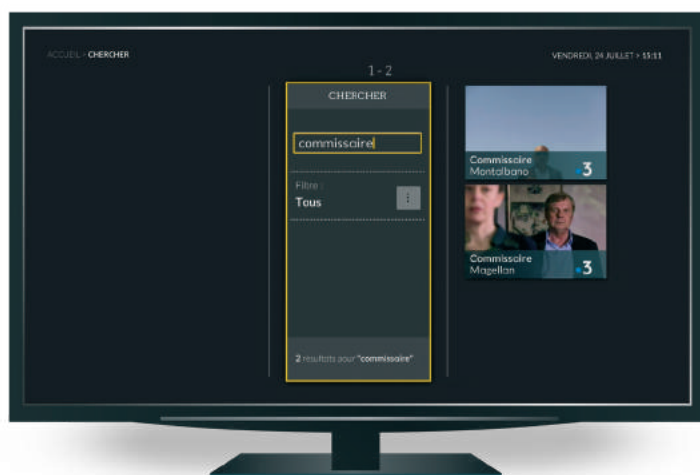 ACCUEIL > CHERCHER
VENDREDI, 24 JUILLET > 15:11
1 - 2
CHERCHER
commissaire
Filtre :
Tous
2 résultats pour "commissaire"
Commissaire
Montalbano
3
Commissaire
Magellan
3